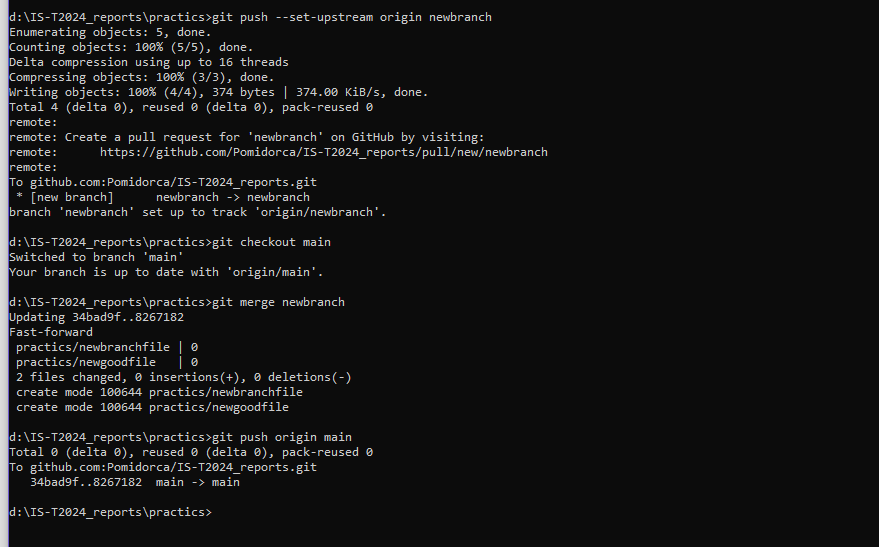 d:\IS-T2024_reports\practics>git push --set-upstream origin newbranch
Enumerating objects: 5, done.
Counting objects: 100% (5/5), done.
Delta compression using up to 16 threads
Compressing objects: 100% (3/3), done.
Writing objects: 100% (4/4), 374 bytes | 374.00 KiB/s, done.
Total 4 (delta 0), reused 0 (delta 0), pack-reused 0
remote:
remote: Create a pull request for 'newbranch' on GitHub by visiting:
remote:      https://github.com/Pomidorca/IS-T2024_reports/pull/new/newbranch
remote:
To github.com:Pomidorca/IS-T2024_reports.git
 * [new branch]      newbranch -> newbranch
branch 'newbranch' set up to track 'origin/newbranch'.
d:\IS-T2024_reports\practics>git checkout main
Switched to branch 'main'
Your branch is up to date with 'origin/main'.
d:\IS-T2024_reports\practics>git merge newbranch
Updating 34bad9f..8267182
Fast-forward
 practics/newbranchfile | 0
 practics/newgoodfile   | 0
 2 files changed, 0 insertions(+), 0 deletions(-)
 create mode 100644 practics/newbranchfile
 create mode 100644 practics/newgoodfile
d:\IS-T2024_reports\practics>git push origin main
Total 0 (delta 0), reused 0 (delta 0), pack-reused 0
To github.com:Pomidorca/IS-T2024_reports.git
   34bad9f..8267182  main -> main
d:\IS-T2024_reports\practics>